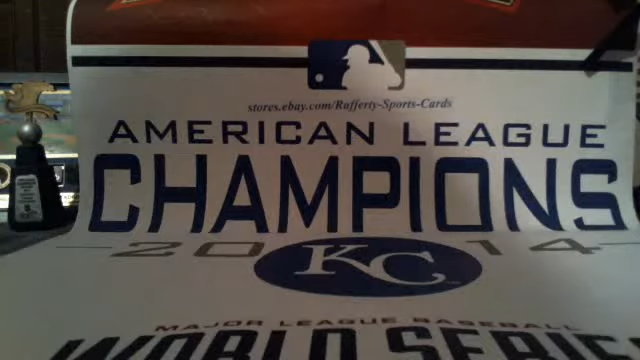 stores.ebay.com/Rafferty-Sports-Cards
AMERICAN LEAGUE
CHAMPIONS
20 KC 14
MAJOR LEAGUE BASEBALL
WORLD SERIES